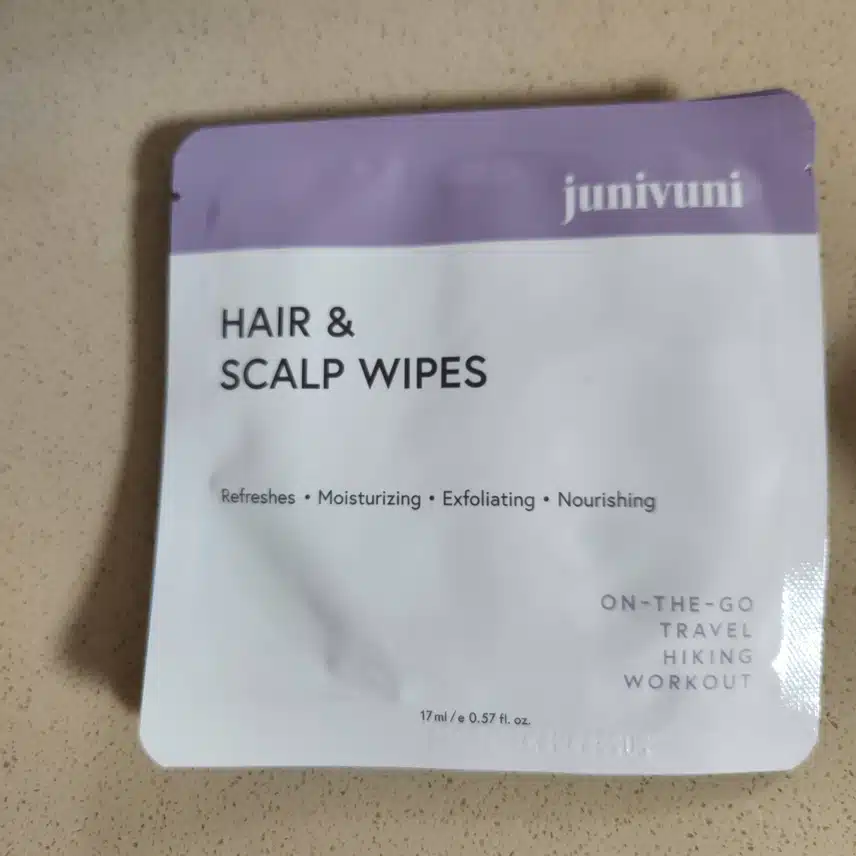 junivuni
HAIR &
SCALP WIPES
Refreshes • Moisturizing • Exfoliating • Nourishing
ON-THE-GO
TRAVEL
HIKING
WORKOUT
17ml/e 0.57 fl. oz.